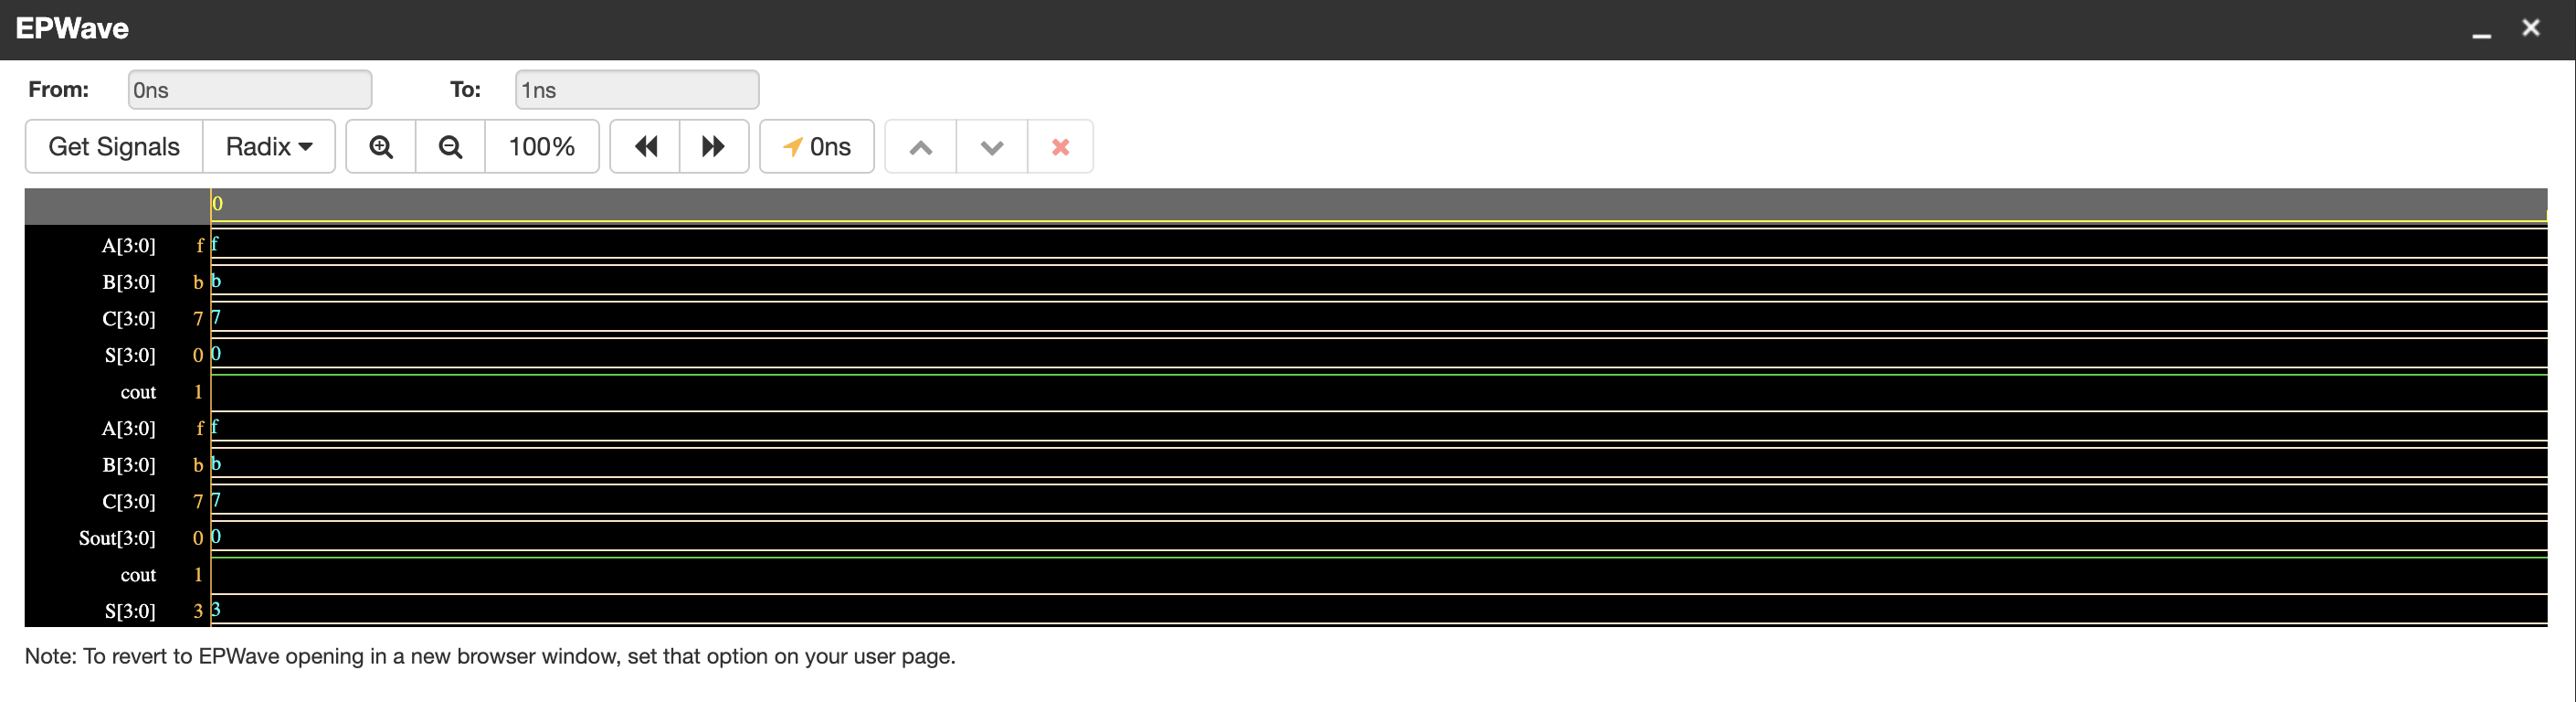 EPWave
From: 0ns To: 1ns
Get Signals Radix 100% 0ns
0
A[3:0] f f
B[3:0] b b
C[3:0] 7 7
S[3:0] 0 0
cout 1
A[3:0] f f
B[3:0] b b
C[3:0] 7 7
Sout[3:0] 0 0
cout 1
S[3:0] 3 3
Note: To revert to EPWave opening in a new browser window, set that option on your user page.